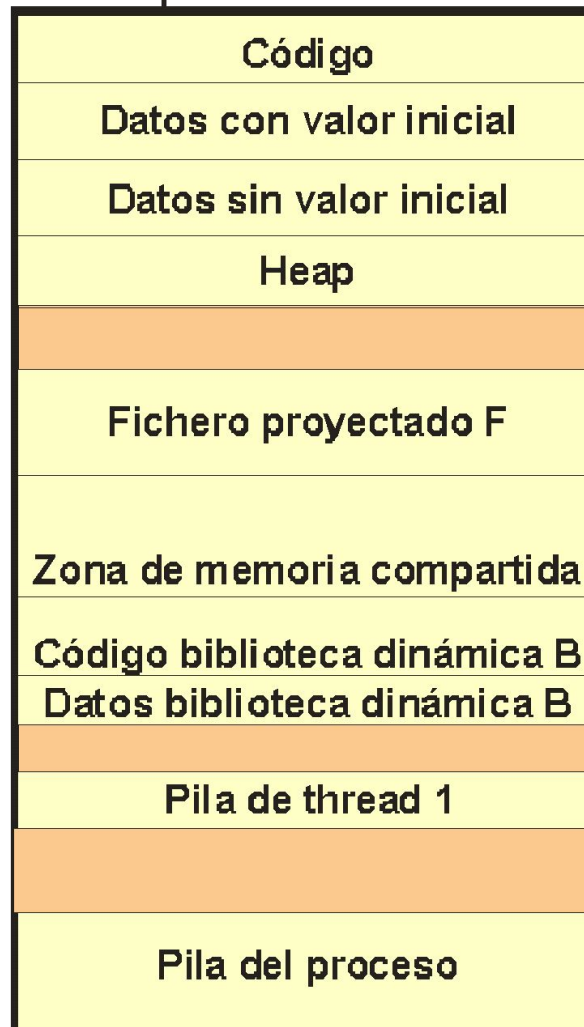 Código
Datos con valor inicial
Datos sin valor inicial
Heap
Fichero proyectado F
Zona de memoria compartida
Código biblioteca dinámica B
Datos biblioteca dinámica B
Pila de thread 1
Pila del proceso